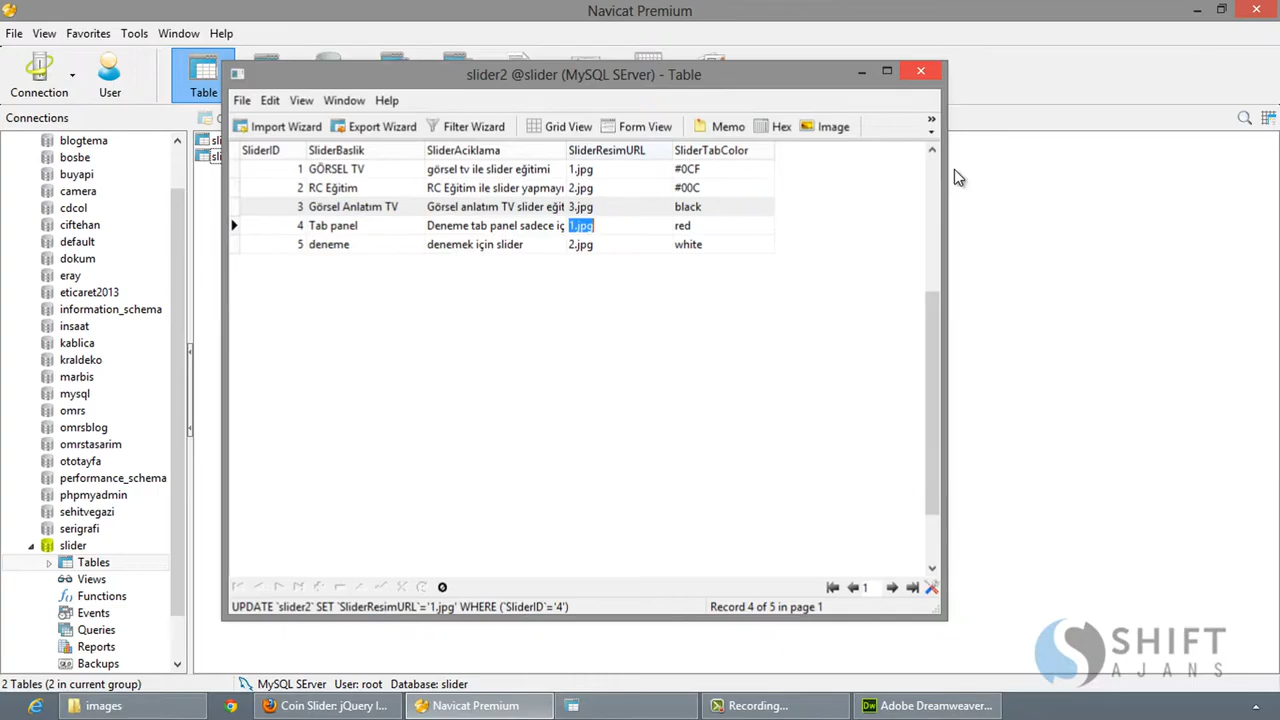 Navicat Premium
File View Favorites Tools Window Help
Connection User Table
Connections
blogtema
bosbe
buyapi
camera
cdcol
ciftehan
default
dokum
eray
eticaret2013
information_schema
insaat
kablica
kraldeko
marbis
mysql
omrs
omrsblog
omrstasarim
ototayfa
performance_schema
phpmyadmin
sehitvegazi
serigrafi
slider
Tables
Views
Functions
Events
Queries
Reports
Backups
slider2 @slider (MySQL SErver) - Table
File Edit View Window Help
Import Wizard Export Wizard Filter Wizard Grid View Form View Memo Hex Image
SliderID SliderBaslik SliderAciklama SliderResimURL SliderTabColor
1 GÖRSEL TV görsel tv ile slider eğitimi 1.jpg #0CF
2 RC Eğitim RC Eğitim ile slider yapmayı 2.jpg #00C
3 Görsel Anlatım TV Görsel anlatım TV slider eğit 3.jpg black
4 Tab panel Deneme tab panel sadece iç 1.jpg red
5 deneme denemek için slider 2.jpg white
1
UPDATE `slider2` SET `SliderResimURL`='1.jpg' WHERE (`SliderID`='4') Record 4 of 5 in page 1
SHIFT
AJANS
2 Tables (2 in current group) MySQL SErver User: root Database: slider
images Coin Slider: jQuery I... Navicat Premium Recording... Adobe Dreamweaver...